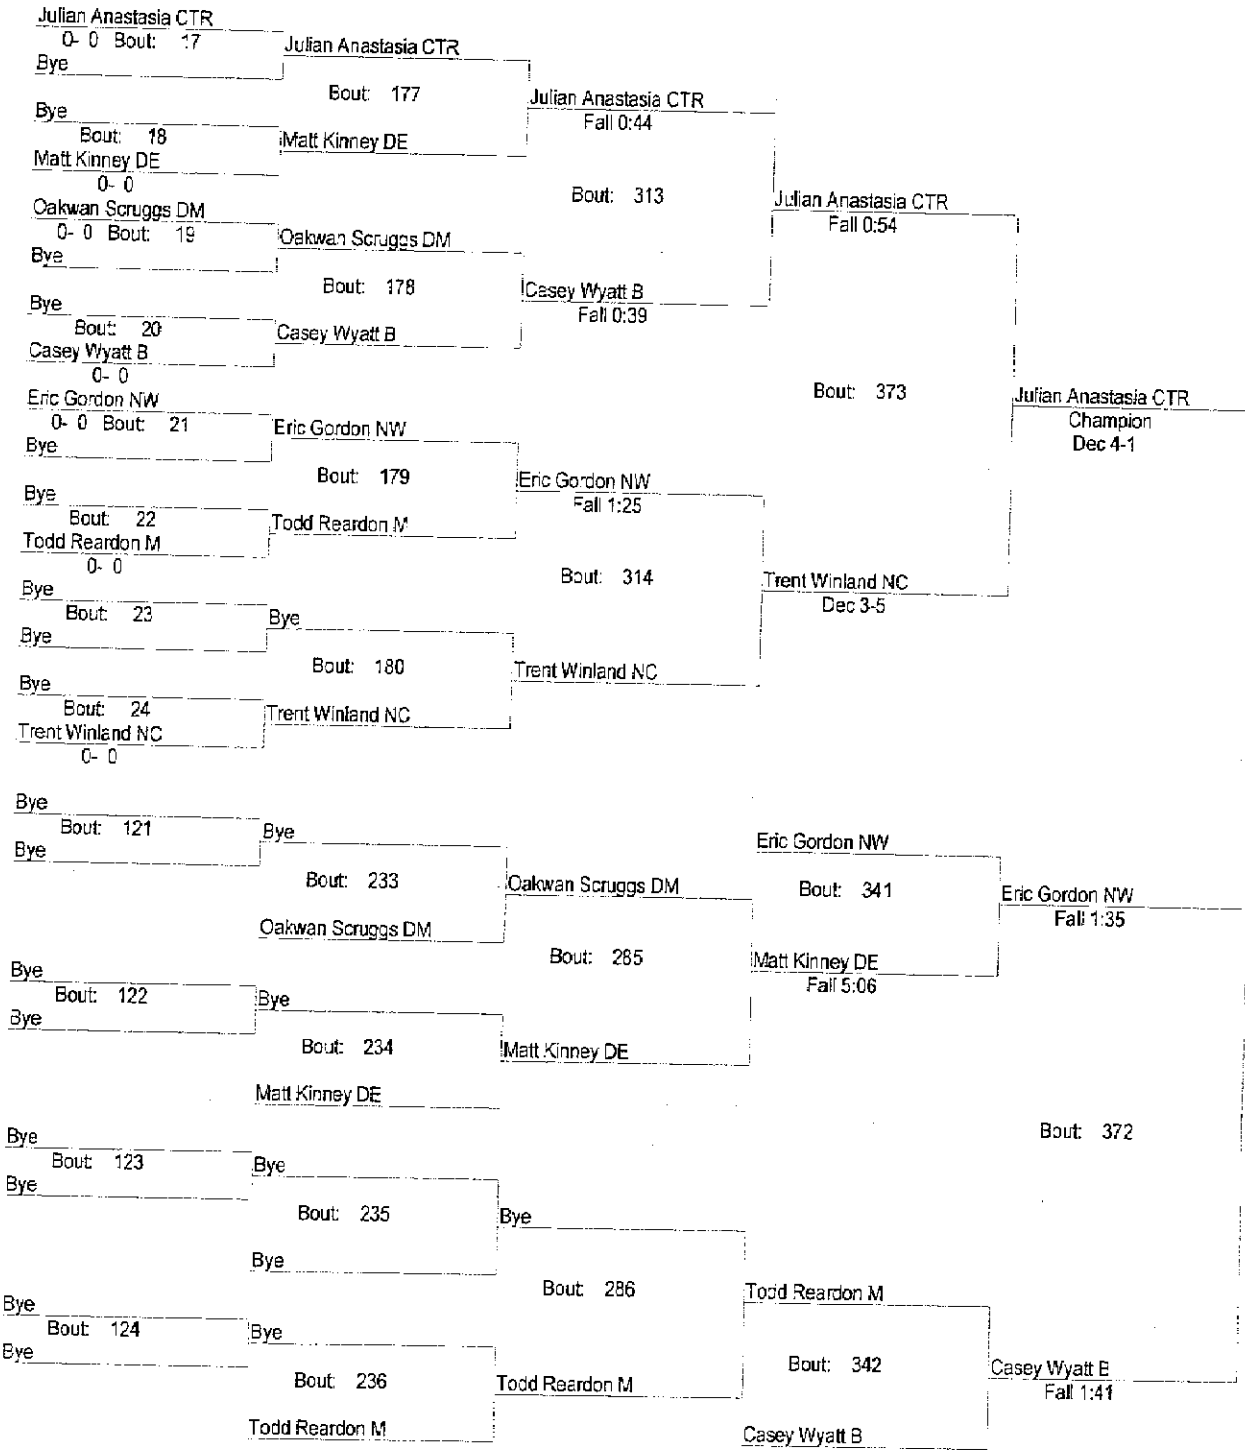 Julian Anastasia CTR
0- 0 Bout: 17
Bye
Julian Anastasia CTR
Bout: 177
Bye
Bout: 18
Matt Kinney DE
0- 0
Matt Kinney DE
Julian Anastasia CTR
Fall 0:44
Bout: 313
Oakwan Scruggs DM
0- 0 Bout: 19
Bye
Oakwan Scruggs DM
Bout: 178
Bye
Bout: 20
Casey Wyatt B
0- 0
Casey Wyatt B
Casey Wyatt B
Fall 0:39
Julian Anastasia CTR
Fall 0:54
Bout: 373
Eric Gordon NW
0- 0 Bout: 21
Bye
Eric Gordon NW
Bout: 179
Bye
Bout: 22
Todd Reardon M
0- 0
Todd Reardon M
Eric Gordon NW
Fall 1:25
Bout: 314
Bye
Bout: 23
Bye
Bye
Bout: 180
Bye
Bout: 24
Trent Winland NC
0- 0
Trent Winland NC
Trent Winland NC
Trent Winland NC
Dec 3-5
Julian Anastasia CTR
Champion
Dec 4-1
Bye
Bout: 121
Bye
Bye
Bout: 233
Oakwan Scruggs DM
Oakwan Scruggs DM
Bout: 285
Bye
Bout: 122
Bye
Bye
Bout: 234
Matt Kinney DE
Matt Kinney DE
Eric Gordon NW
Bout: 341
Matt Kinney DE
Fall 5:06
Eric Gordon NW
Fall 1:35
Bout: 372
Bye
Bout: 123
Bye
Bye
Bout: 235
Bye
Bye
Bout: 286
Bye
Bout: 124
Bye
Bye
Bout: 236
Todd Reardon M
Todd Reardon M
Todd Reardon M
Bout: 342
Casey Wyatt B
Casey Wyatt B
Fall 1:41